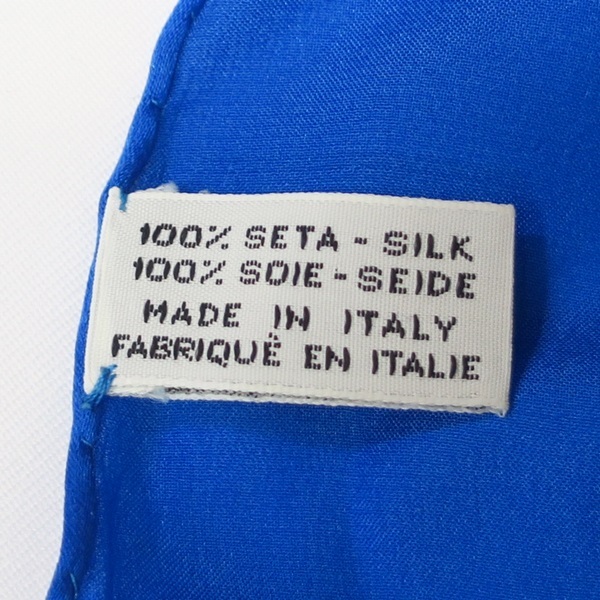 100% SETA - SILK
100% SOIE - SEIDE
MADE IN ITALY
FABRIQUÈ EN ITALIE